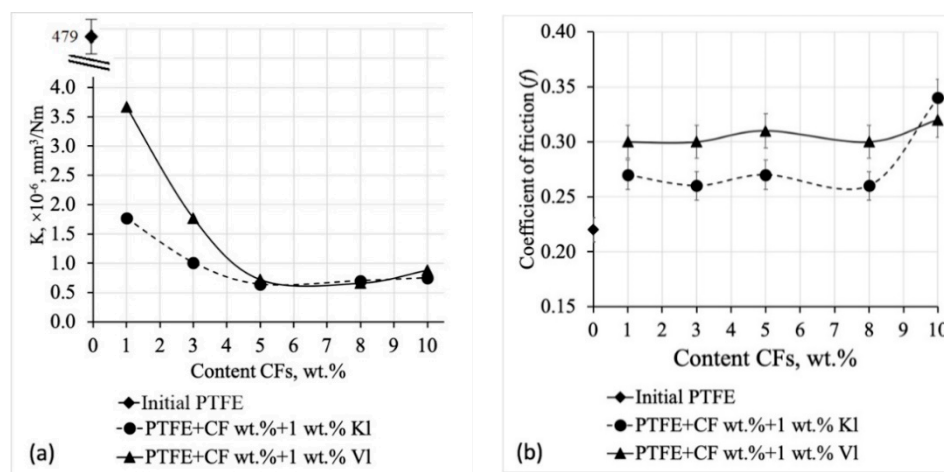 479
4.0
3.5
3.0
2.5
2.0
1.5
1.0
0.5
0.0
K, ×10⁻⁶, mm³/Nm
0 1 2 3 4 5 6 7 8 9 10
Content CFs, wt.%
Initial PTFE
PTFE+CF wt.%+1 wt.% Kl
PTFE+CF wt.%+1 wt.% Vl
(a)
0.40
0.35
0.30
0.25
0.20
0.15
Coefficient of friction (f)
0 1 2 3 4 5 6 7 8 9 10
Content CFs, wt.%
Initial PTFE
PTFE+CF wt.%+1 wt.% Kl
PTFE+CF wt.%+1 wt.% Vl
(b)